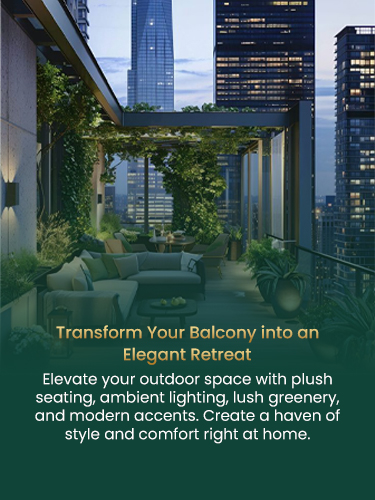 Transform Your Balcony into an
Elegant Retreat
Elevate your outdoor space with plush
seating, ambient lighting, lush greenery,
and modern accents. Create a haven of
style and comfort right at home.